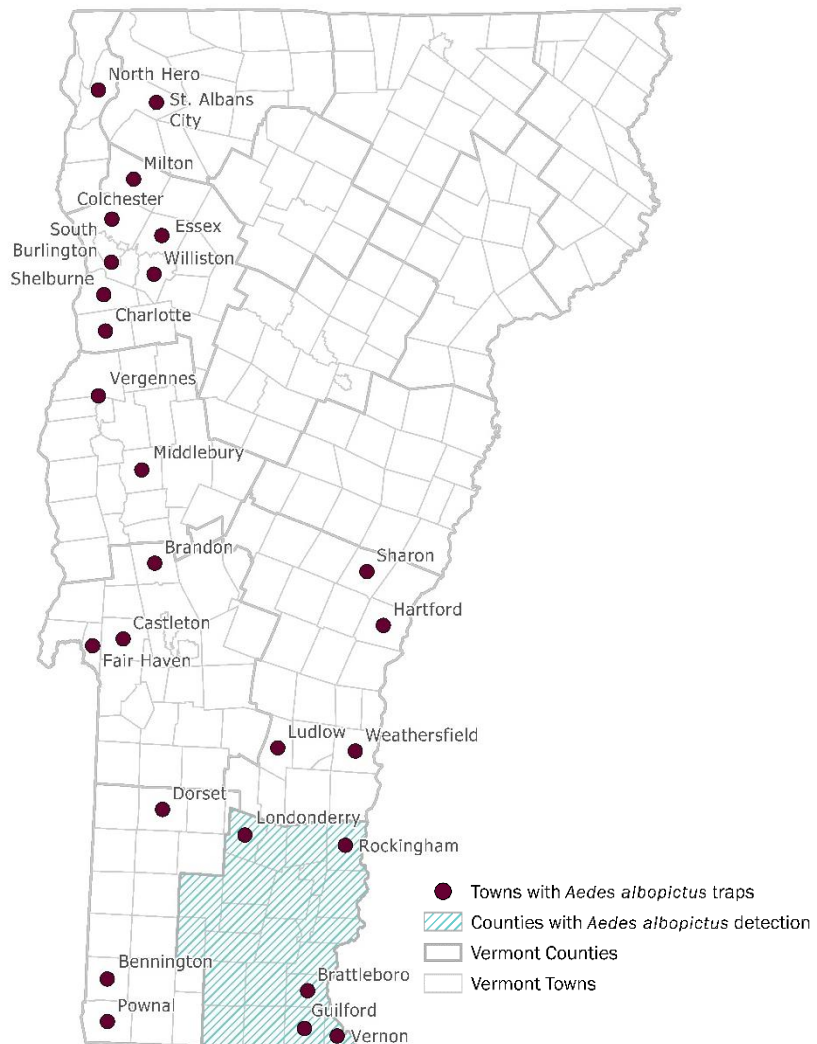 North Hero
St. Albans
City
Milton
Colchester
South
Burlington
Essex
Williston
Shelburne
Charlotte
Vergennes
Middlebury
Brandon
Sharon
Hartford
Castleton
Fair Haven
Ludlow
Weathersfield
Dorset
Londonderry
Rockingham
Towns with Aedes albopictus traps
Counties with Aedes albopictus detection
Vermont Counties
Vermont Towns
Bennington
Brattleboro
Pownal
Guilford
Vernon